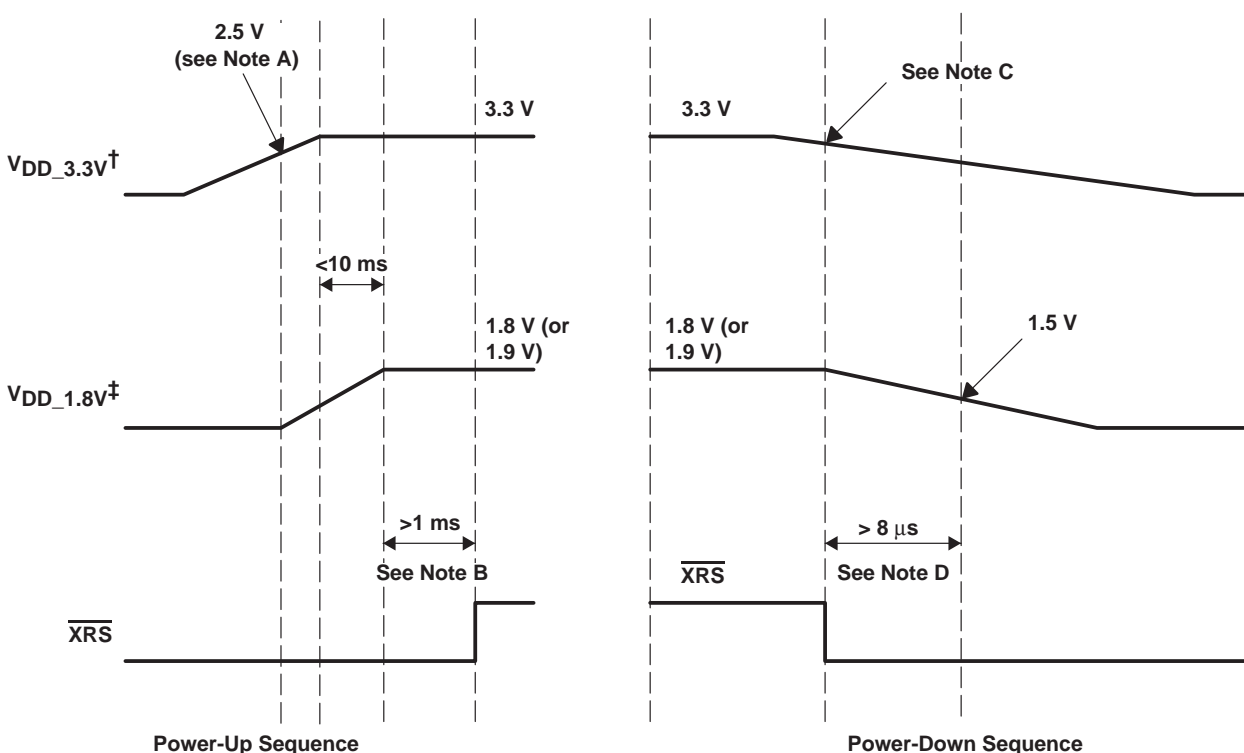 2.5 V
(see Note A)
See Note C
3.3 V
3.3 V
VDD_3.3V†
<10 ms
1.8 V (or
1.9 V)
1.8 V (or
1.9 V)
1.5 V
VDD_1.8V‡
>1 ms
See Note B
> 8 μs
See Note D
XRS
XRS
Power-Up Sequence
Power-Down Sequence